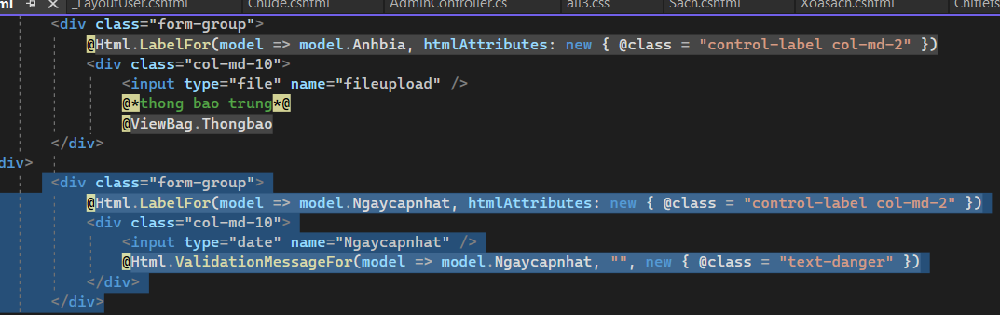 _LayoutUser.cshtml Chude.cshtml AdminController.cs all3.css Sach.cshtml Xoasach.cshtml
<div class="form-group">
@Html.LabelFor(model => model.Anhbia, htmlAttributes: new { @class = "control-label col-md-2" })
<div class="col-md-10">
<input type="file" name="fileupload" />
@*thong bao trung*@
@ViewBag.Thongbao
</div>
div>
<div class="form-group">
@Html.LabelFor(model => model.Ngaycapnhat, htmlAttributes: new { @class = "control-label col-md-2" })
<div class="col-md-10">
<input type="date" name="Ngaycapnhat" />
@Html.ValidationMessageFor(model => model.Ngaycapnhat, "", new { @class = "text-danger" })
</div>
</div>